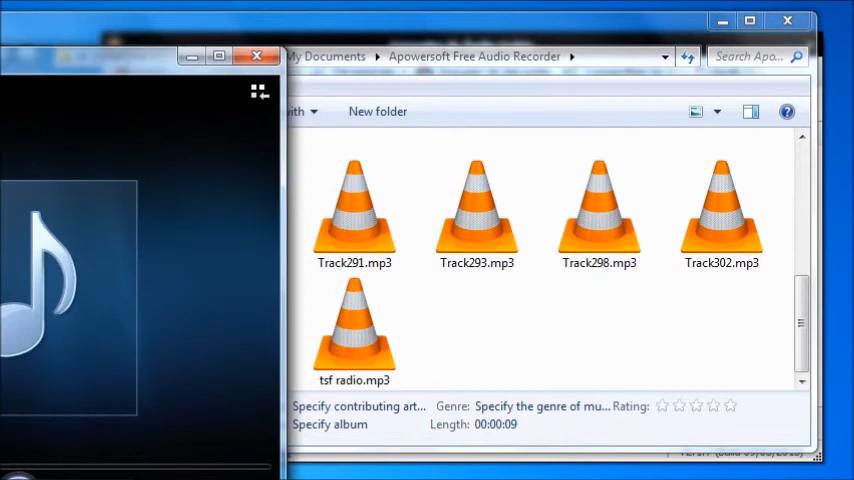 My Documents Apowersoft Free Audio Recorder Search Apo...
with New folder
Track291.mp3 Track293.mp3 Track298.mp3 Track302.mp3
tsf radio.mp3
Specify contributing art... Genre: Specify the genre of mu... Rating:
Specify album Length: 00:00:09